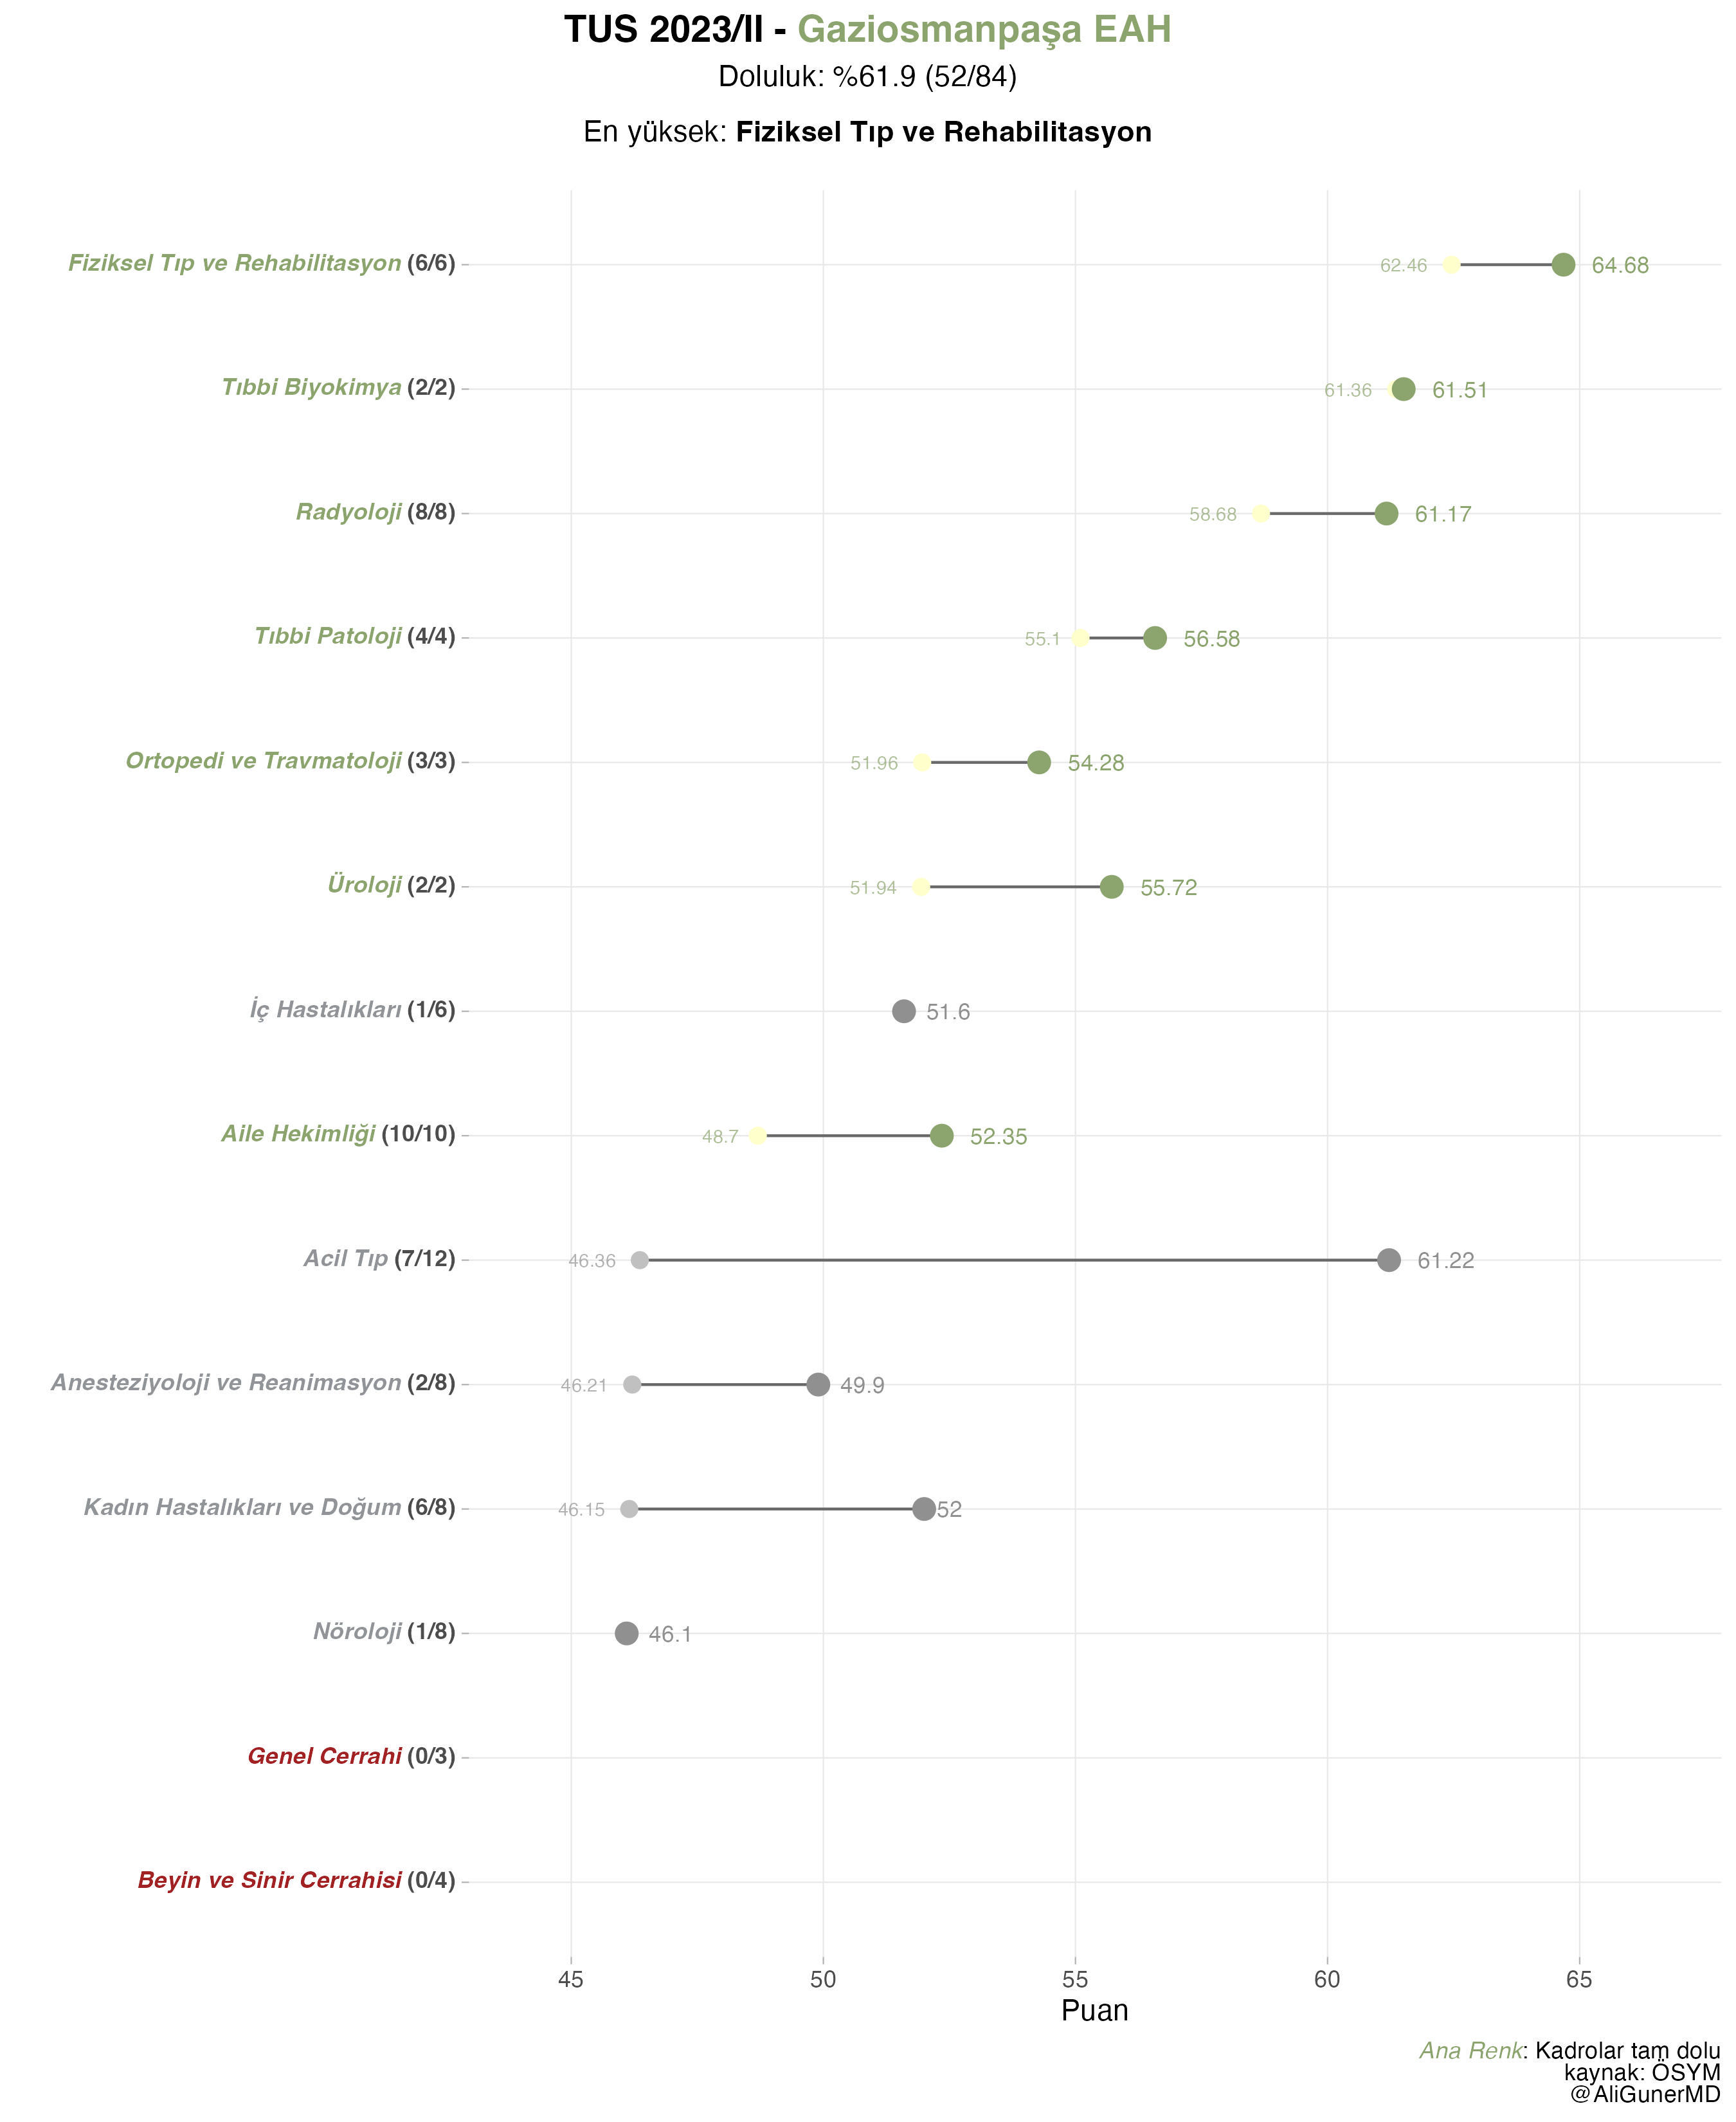 TUS 2023/II - Gaziosmanpaşa EAH
Doluluk: %61.9 (52/84)
En yüksek: Fiziksel Tıp ve Rehabilitasyon
Fiziksel Tıp ve Rehabilitasyon (6/6) 62.46 64.68
Tıbbi Biyokimya (2/2) 61.36 61.51
Radyoloji (8/8) 58.68 61.17
Tıbbi Patoloji (4/4) 55.1 56.58
Ortopedi ve Travmatoloji (3/3) 51.96 54.28
Üroloji (2/2) 51.94 55.72
İç Hastalıkları (1/6) 51.6
Aile Hekimliği (10/10) 48.7 52.35
Acil Tıp (7/12) 46.36 61.22
Anesteziyoloji ve Reanimasyon (2/8) 46.21 49.9
Kadın Hastalıkları ve Doğum (6/8) 46.15 52
Nöroloji (1/8) 46.1
Genel Cerrahi (0/3)
Beyin ve Sinir Cerrahisi (0/4)
45 50 55 60 65
Puan
Ana Renk: Kadrolar tam dolu
kaynak: ÖSYM
@AliGunerMD